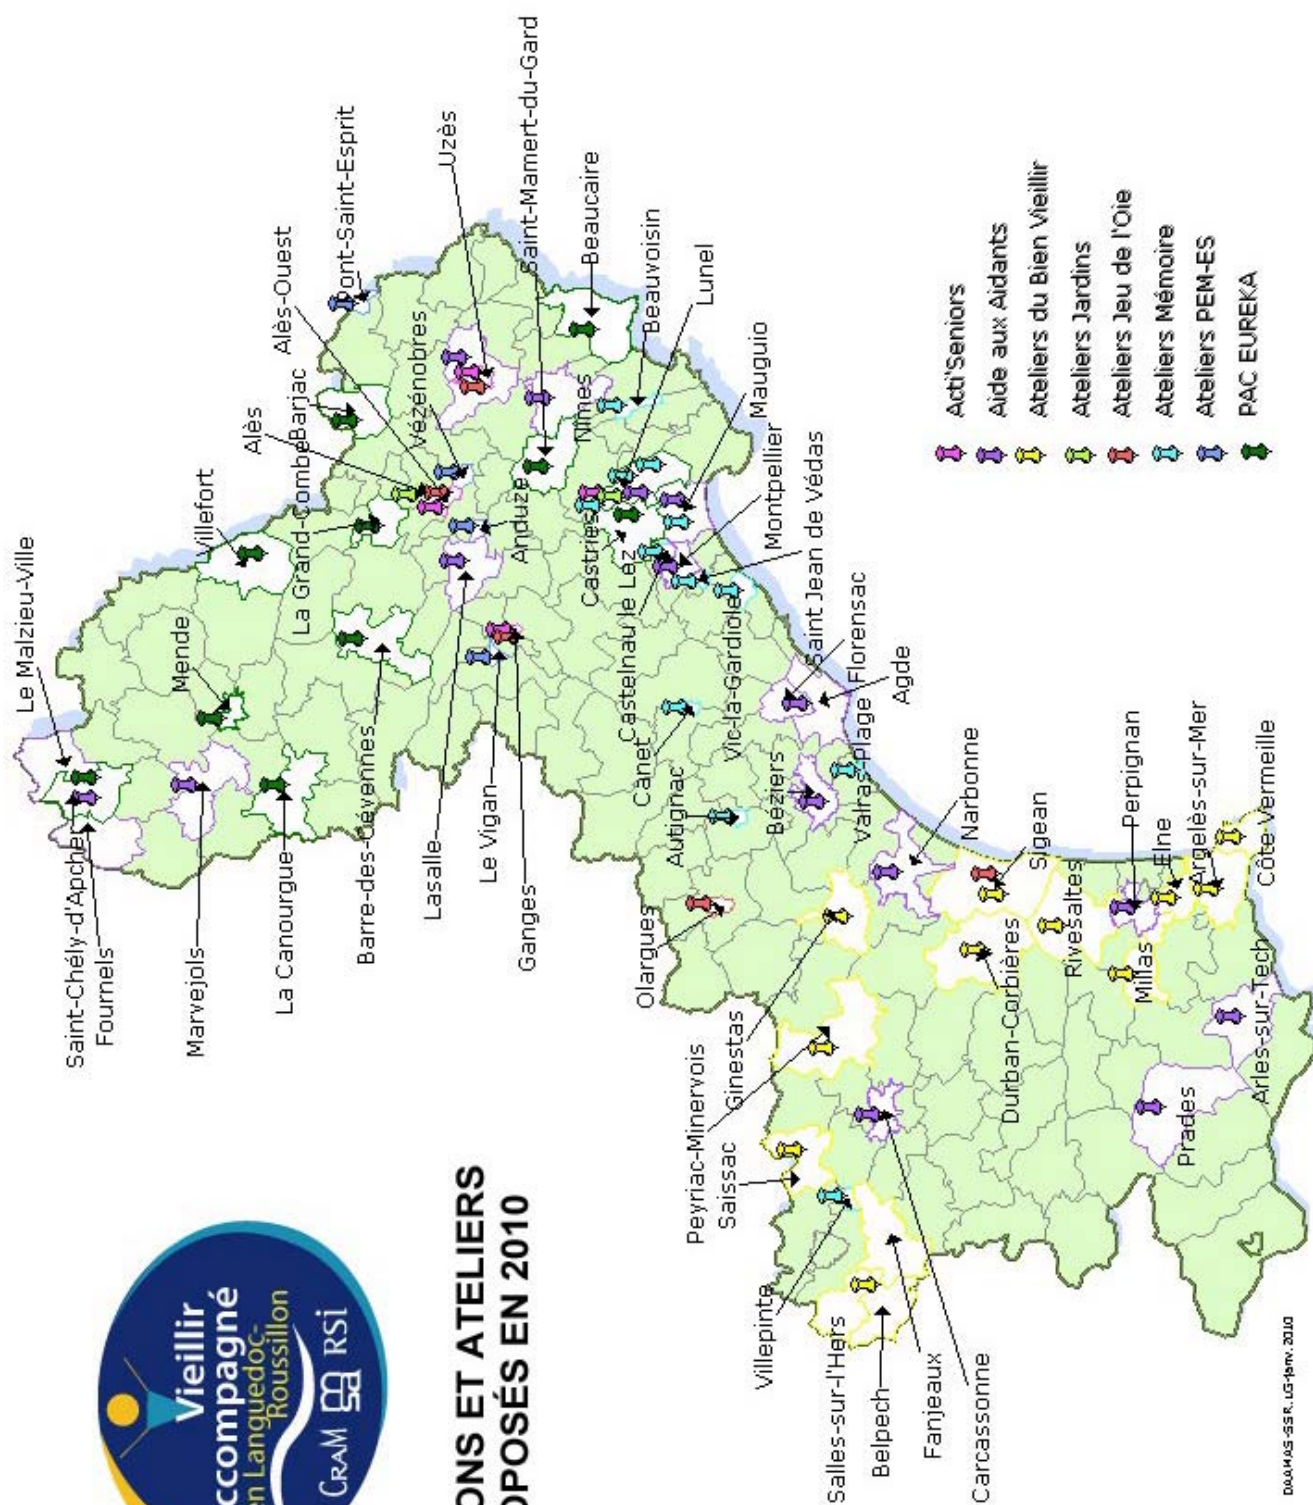 Vieillir
ccompagné
en Languedoc-
Roussillon
CRAM RSI
ONS ET ATELIERS
OPOSÉS EN 2010
Le Malzieu-Ville
Saint-Chély-d'Apcher
Fournels
Marvejols
Mende
La Canourgue
Villefort
La Grand-Combe
Barjac
Barre-des-Cévennes
Alès
Alès-Ouest
Vézénobres
Pont-Saint-Esprit
Uzès
Saint-Mamert-du-Gard
Nîmes
Beaucaire
Beauvoisin
Lunel
Mauguio
Montpellier
Saint Jean de Védas
Lasalle
Anduze
Le Vigan
Ganges
Castries
Castelnau le Lez
Vic-la-Gardiole
Canet
Florensac
Agde
Autignac
Béziers
Valras-plage
Olargues
Narbonne
Sigean
Peyriac-Minervois
Ginestas
Saissac
Durban-Corbières
Rivesaltes
Perpignan
Elne
Argelès-sur-Mer
Côte Vermeille
Millas
Arles-sur-Tech
Prades
Villepinte
Salles-sur-l'Hers
Belpech
Fanjeaux
Carcassonne
Acti'Seniors
Aide aux Aidants
Ateliers du Bien Vieillir
Ateliers Jardins
Ateliers Jeu de l'Oie
Ateliers Mémoire
Ateliers PEM-ES
PAC EUREKA